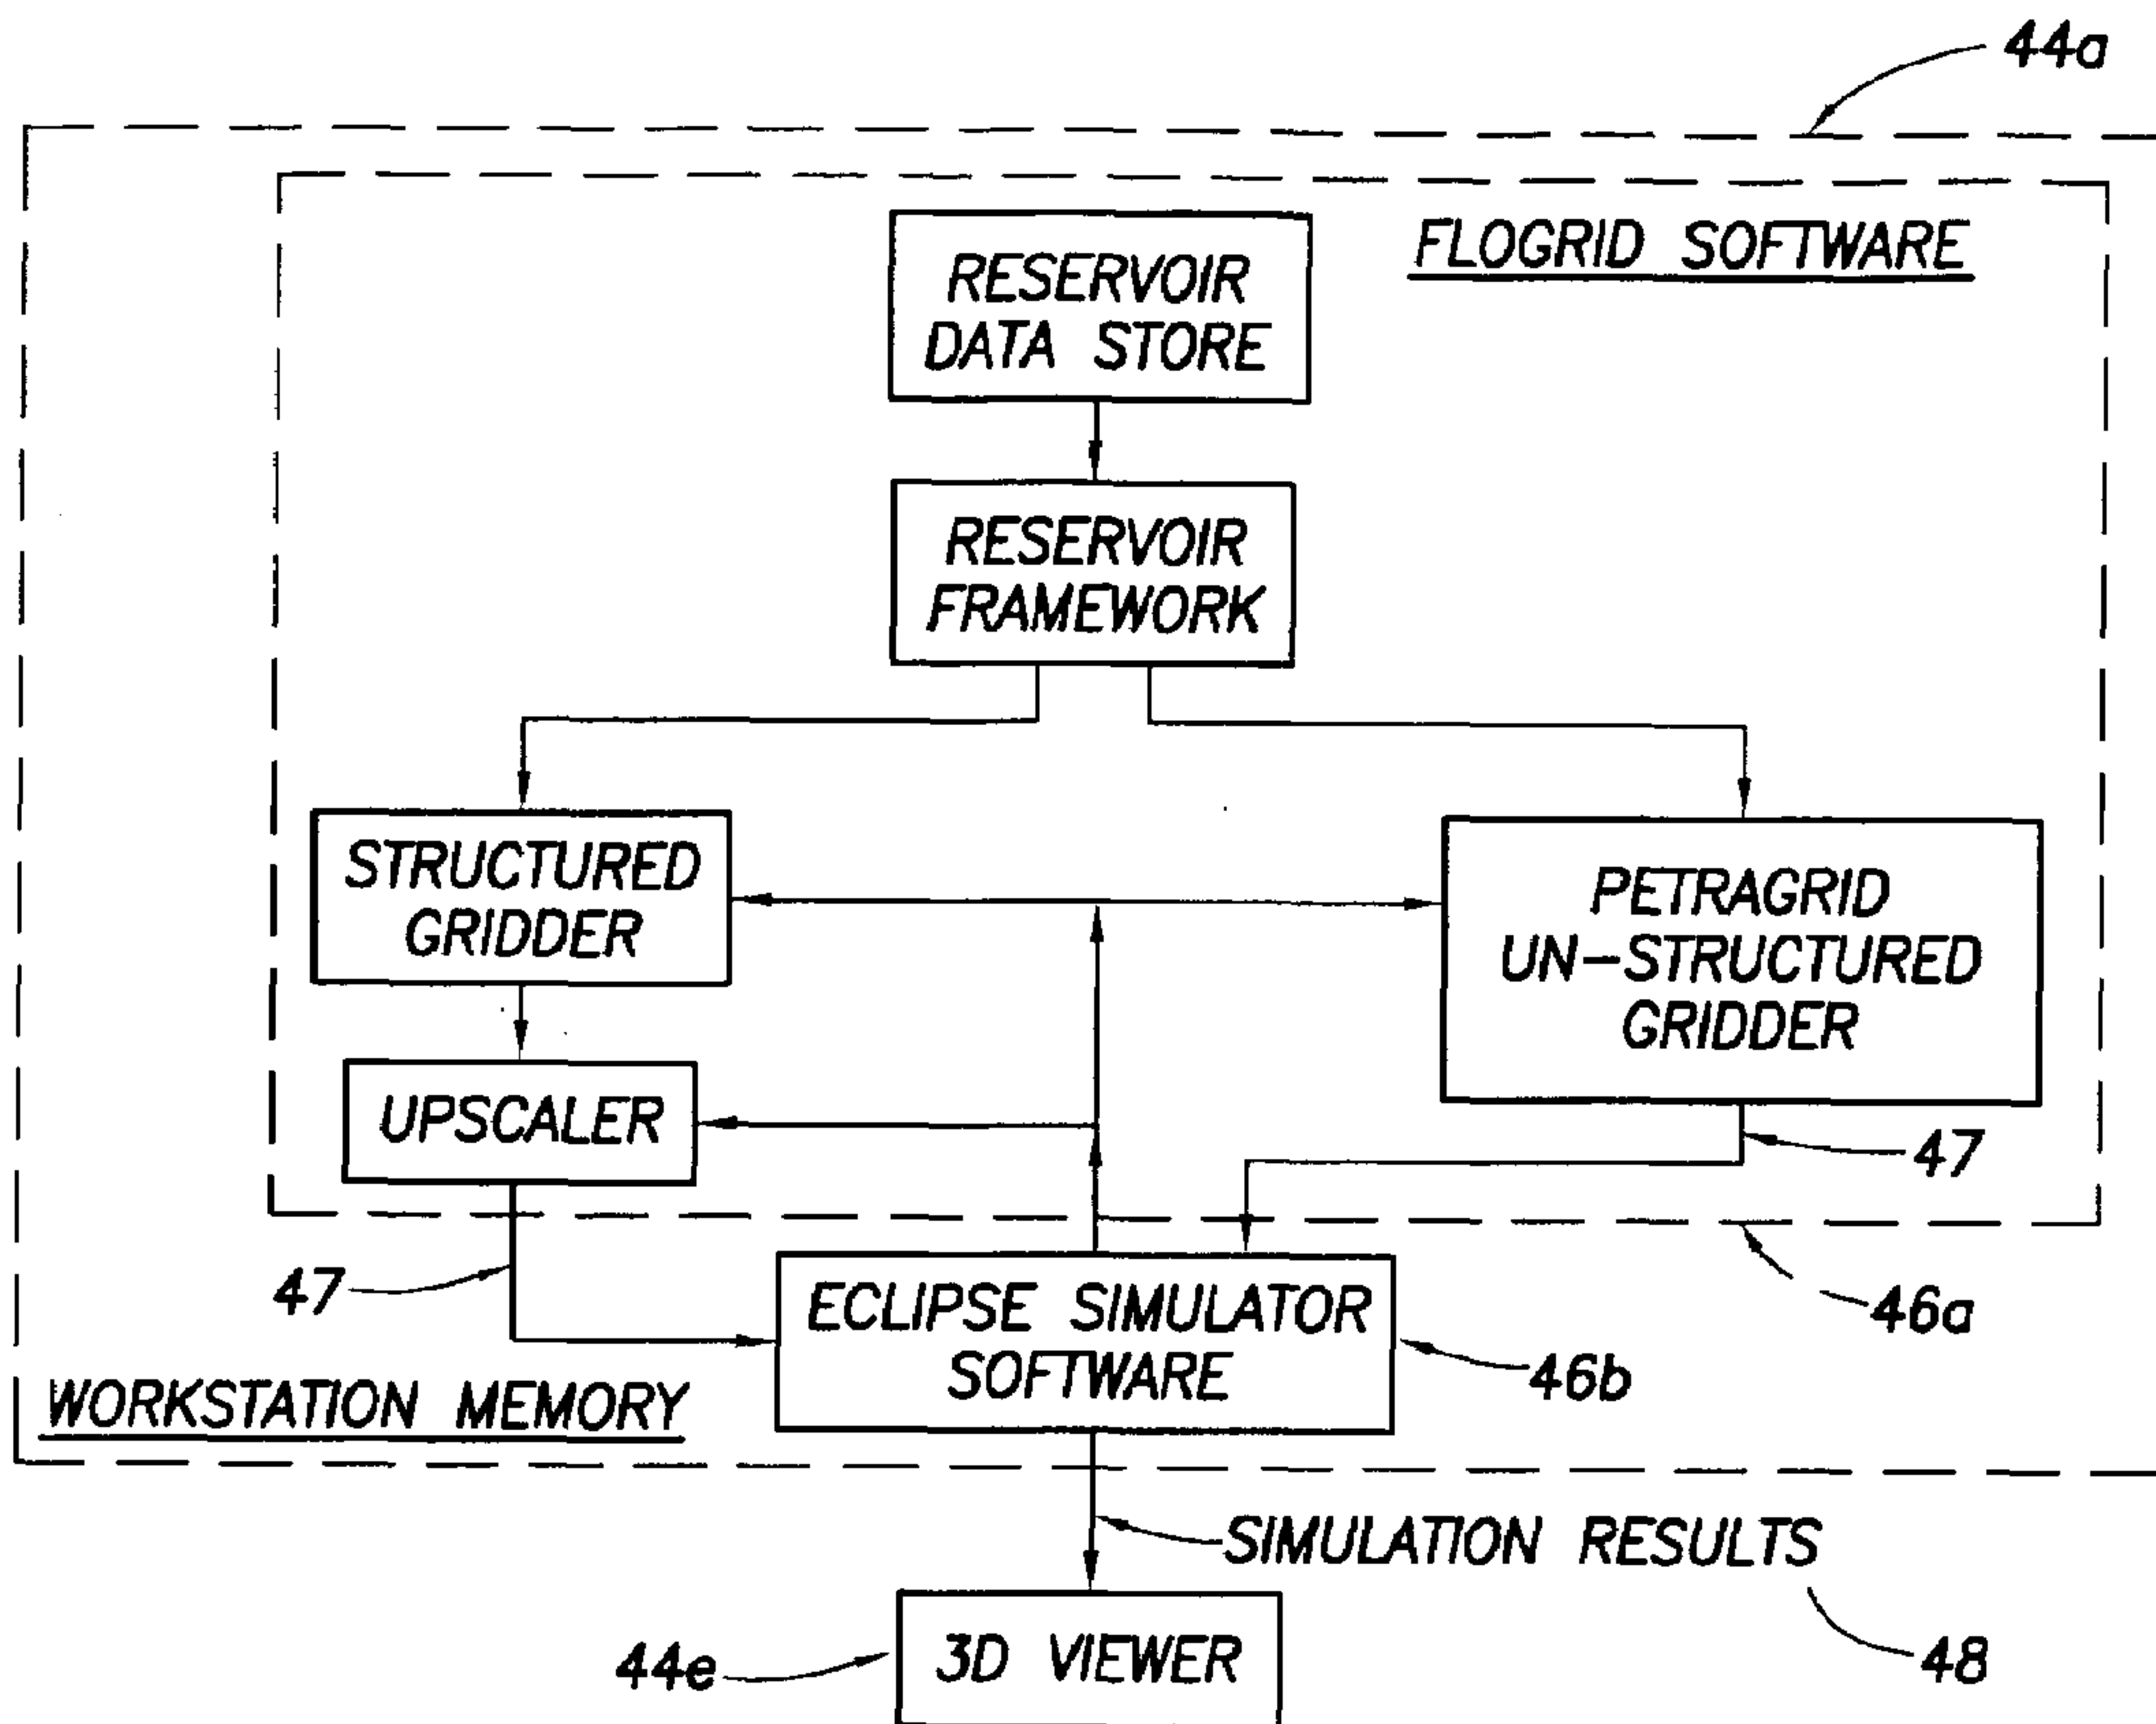 44a
FLOGRID SOFTWARE
RESERVOIR
DATA STORE
RESERVOIR
FRAMEWORK
STRUCTURED
GRIDDER
PETRAGRID
UN-STRUCTURED
GRIDDER
UPSCALER
47
47
46a
ECLIPSE SIMULATOR
SOFTWARE
46b
WORKSTATION MEMORY
SIMULATION RESULTS
48
44e
3D VIEWER